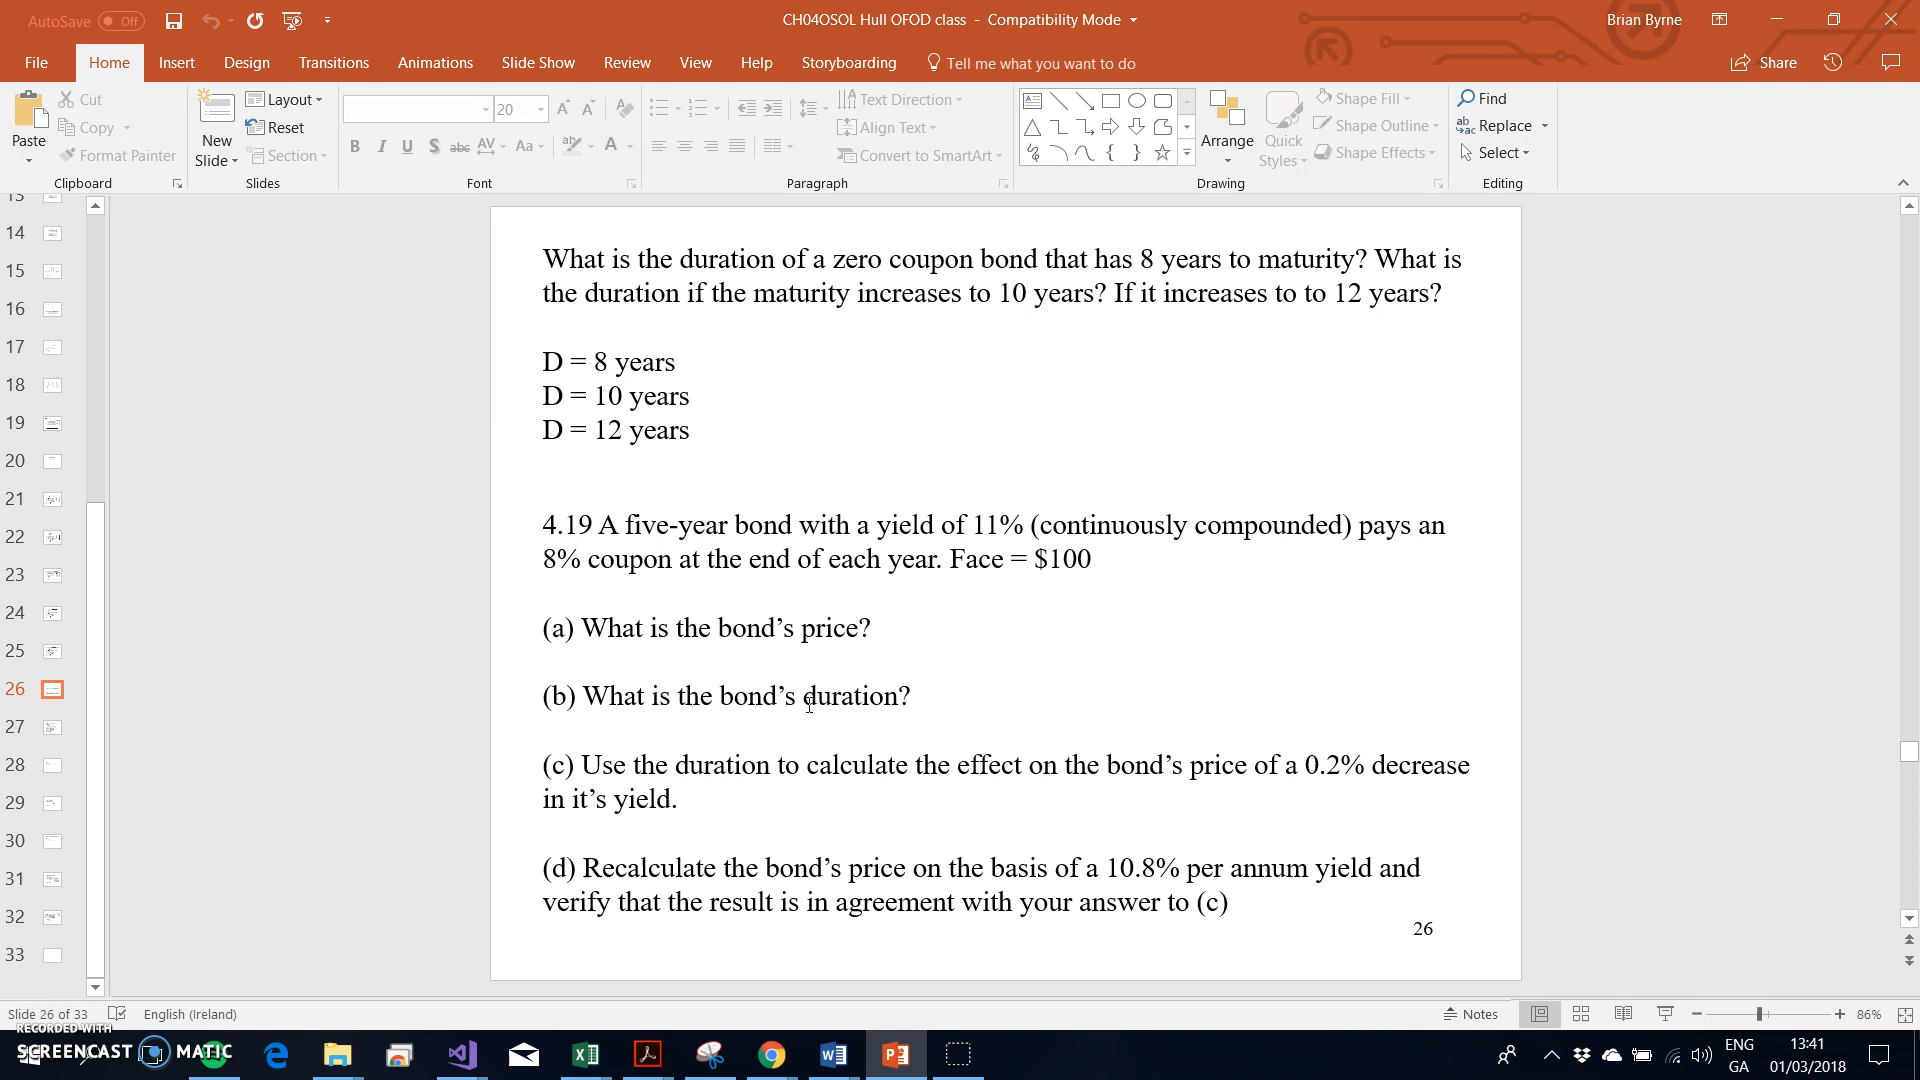 AutoSave Off
CH04OSOL Hull OFOD class - Compatibility Mode
Brian Byrne
File Home Insert Design Transitions Animations Slide Show Review View Help Storyboarding Tell me what you want to do
Share
Paste
Cut
Copy
Format Painter
Clipboard
New Slide
Layout
Reset
Section
Slides
20
B I U S abc AV Aa A
Font
Text Direction
Align Text
Convert to SmartArt
Paragraph
Arrange
Quick Styles
Shape Fill
Shape Outline
Shape Effects
Drawing
Find
Replace
Select
Editing
13
14
15
16
17
18
19
20
21
22
23
24
25
26
27
28
29
30
31
32
33
What is the duration of a zero coupon bond that has 8 years to maturity? What is
the duration if the maturity increases to 10 years? If it increases to to 12 years?
D = 8 years
D = 10 years
D = 12 years
4.19 A five-year bond with a yield of 11% (continuously compounded) pays an
8% coupon at the end of each year. Face = $100
(a) What is the bond’s price?
(b) What is the bond’s duration?
(c) Use the duration to calculate the effect on the bond’s price of a 0.2% decrease
in it’s yield.
(d) Recalculate the bond’s price on the basis of a 10.8% per annum yield and
verify that the result is in agreement with your answer to (c)
26
Slide 26 of 33 English (Ireland)
Notes
86%
RECORDED WITH
SCREENCAST MATIC
ENG
GA
13:41
01/03/2018